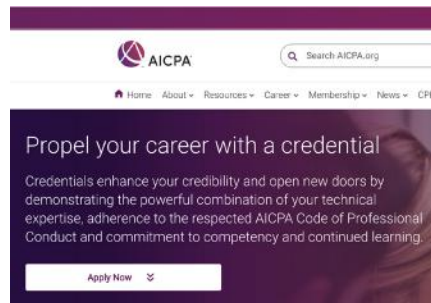 AICPA
Search AICPA.org
Home About Resources Career Membership News
Propel your career with a credential
Credentials enhance your credibility and open new doors by
demonstrating the powerful combination of your technical
expertise, adherence to the respected AICPA Code of Professional
Conduct and commitment to competency and continued learning.
Apply Now